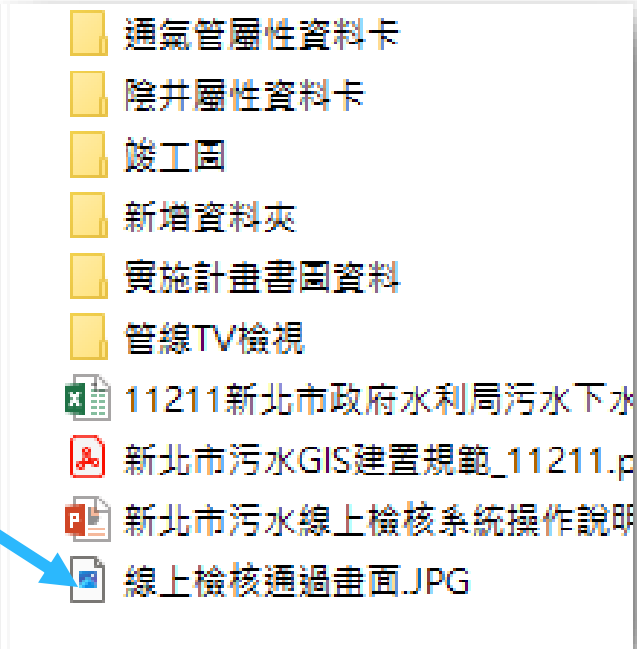 通氣管屬性資料卡
陰井屬性資料卡
竣工圖
新增資料夾
實施計畫書圖資料
管線TV檢視
11211新北市政府水利局污水下水
新北市污水GIS建置規範_11211.p
新北市污水線上檢核系統操作說明
線上檢核通過畫面.JPG